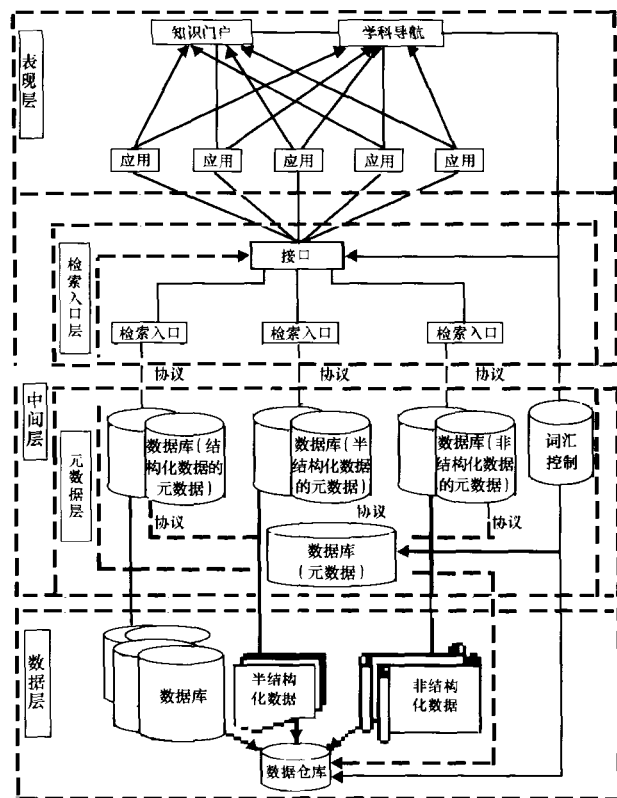 知识门户
学科导航
表现层
应用
应用
应用
应用
应用
接口
检索入口层
检索入口
检索入口
检索入口
协议
协议
协议
中间层
数据库(结
构化数据的
元数据)
数据库(半
结构化数据
的元数据)
数据库(非
结构化数据
的元数据)
词汇
控制
元数据层
协议
协议
协议
数据库
(元数据)
数据层
数据库
半结构
化数据
非结构
化数据
数据仓库